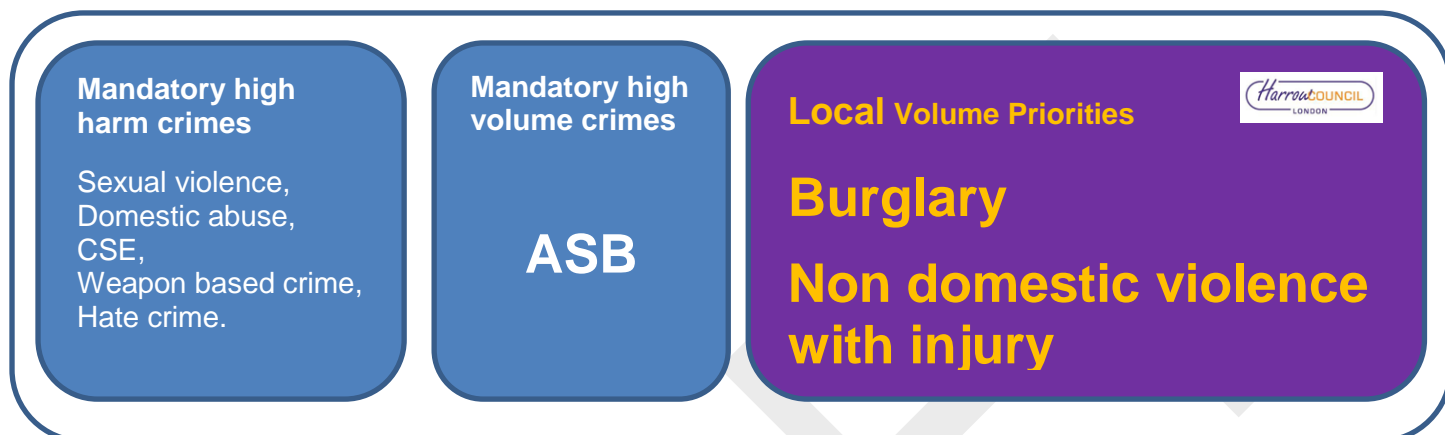 Mandatory high
harm crimes
Sexual violence,
Domestic abuse,
CSE,
Weapon based crime,
Hate crime.
Mandatory high
volume crimes
ASB
Local Volume Priorities
HarrowCOUNCIL
LONDON
Burglary
Non domestic violence
with injury